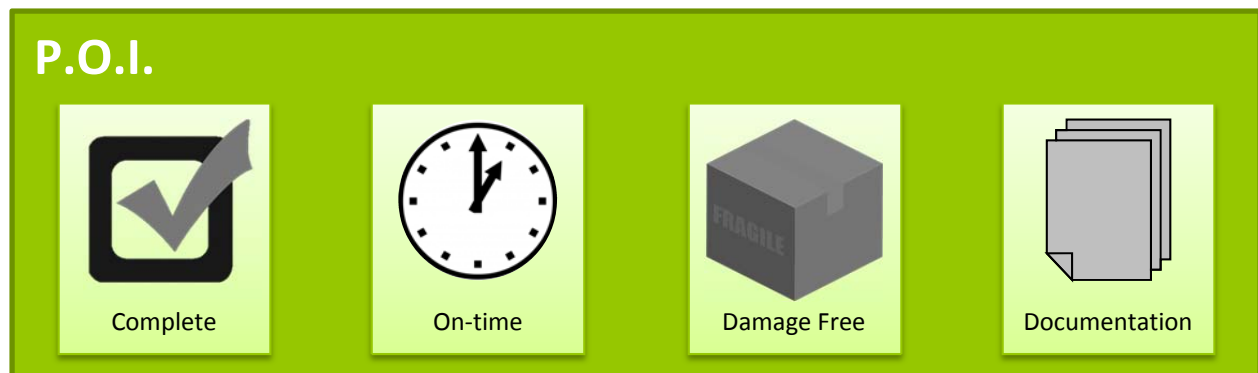 P.O.I.
FRAGILE
Complete
On-time
Damage Free
Documentation